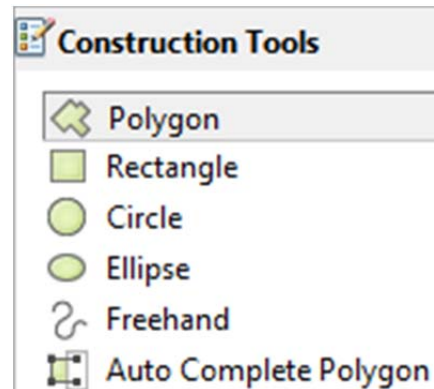 Construction Tools
Polygon
Rectangle
Circle
Ellipse
Freehand
Auto Complete Polygon